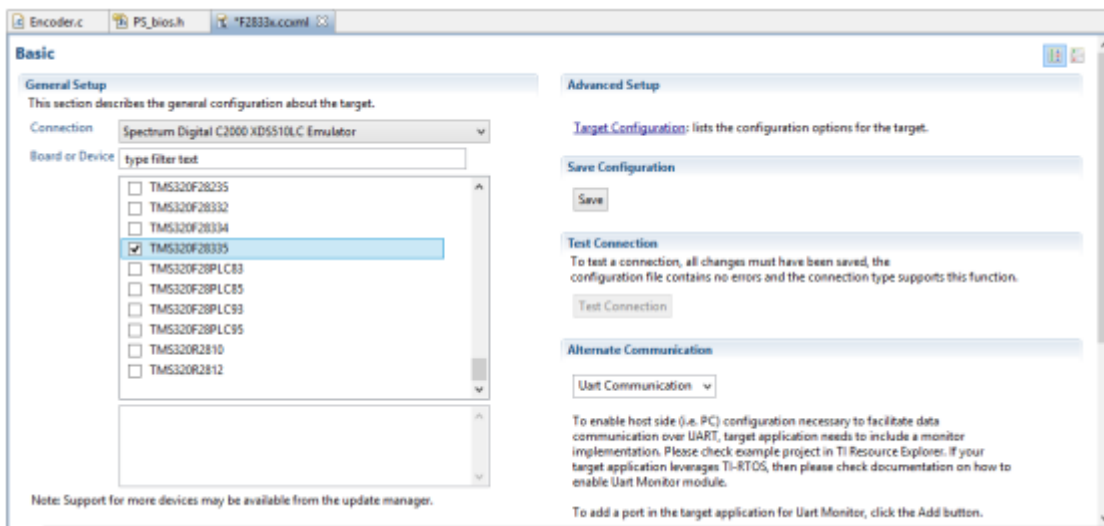 Encoder.c
PS_bios.h
*F2833x.ccxml
Basic
General Setup
This section describes the general configuration about the target.
Connection
Spectrum Digital C2000 XDS510LC Emulator
Board or Device
type filter text
TMS320F28235
TMS320F28332
TMS320F28334
TMS320F28335
TMS320F28PLC83
TMS320F28PLC85
TMS320F28PLC93
TMS320F28PLC95
TMS320R2810
TMS320R2812
Note: Support for more devices may be available from the update manager.
Advanced Setup
Target Configuration: lists the configuration options for the target.
Save Configuration
Save
Test Connection
To test a connection, all changes must have been saved, the
configuration file contains no errors and the connection type supports this function.
Test Connection
Alternate Communication
Uart Communication
To enable host side (i.e. PC) configuration necessary to facilitate data
communication over UART, target application needs to include a monitor
implementation. Please check example project in TI Resource Explorer. If your
target application leverages TI-RTOS, then please check documentation on how to
enable Uart Monitor module.
To add a port in the target application for Uart Monitor, click the Add button.